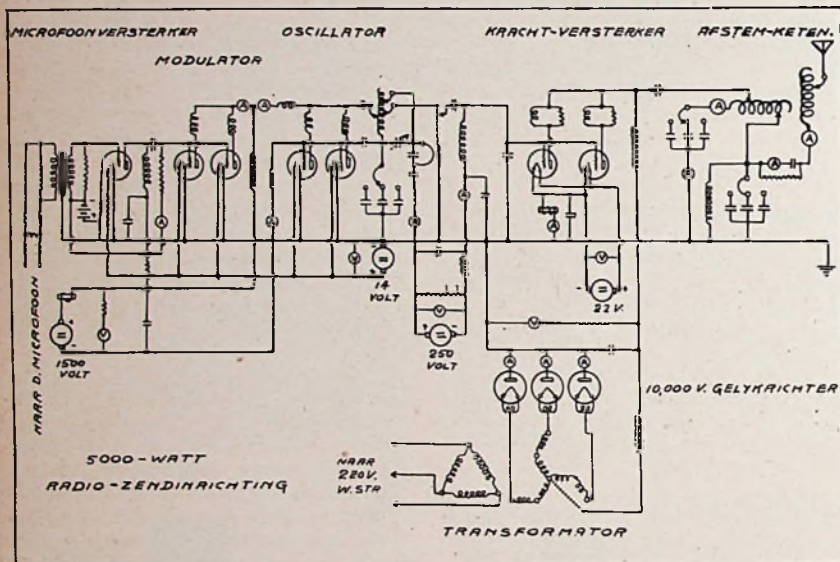 MICROFOONVERSTERKER
MODULATOR
OSCILLATOR
KRACHT-VERSTERKER
AFSTEM-KETEN.
A
A
A
A
A
A
A
A
A
A
V
V
V
V
V
14
VOLT
22 V.
250
VOLT
1500
VOLT
NAAR D. MICROFOON
A
A
A
10,000 V. GELYKRICHTER
5000-WATT
RADIO-ZENDINRICHTING
NAAR
220V.
W.STR
TRANSFORMATOR